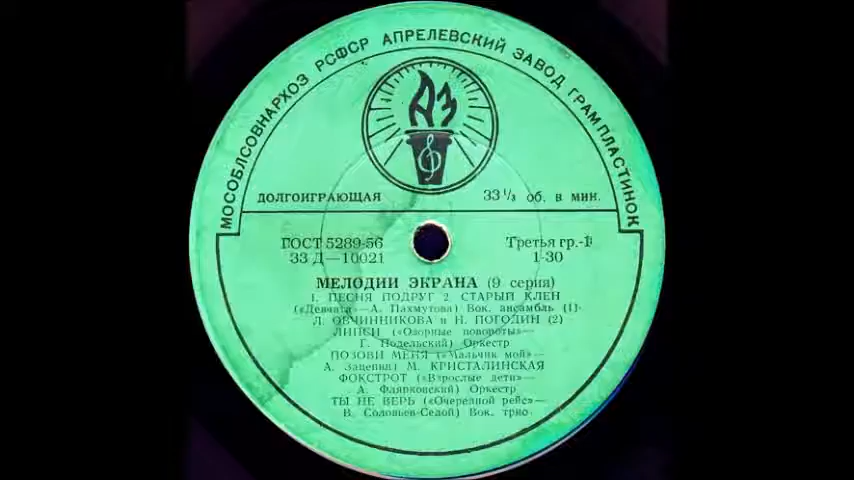 МОСОБЛСОВНАРХОЗ РСФСР АПРЕЛЕВСКИЙ ЗАВОД ГРАМПЛАСТИНОК
АЗ
ДОЛГОИГРАЮЩАЯ 33⅓ об. в мин.
ГОСТ 5289-56 Третья гр.-1
33 Д—10021 1-30
МЕЛОДИИ ЭКРАНА (9 серия)
1. ПЕСНЯ ПОДРУГ 2. СТАРЫЙ КЛЕН
(«Девчата»—А. Пахмутова) Вок. ансамбль (1)
Л. ОВЧИННИКОВА и Н. ПОГОДИН (2)
ЛИПСИ («Озорные повороты»—
Г. Подельский) Оркестр
ПОЗОВИ МЕНЯ («Мальчик мой»—
А. Зацепин) М. КРИСТАЛИНСКАЯ
ФОКСТРОТ («Взрослые дети»—
А. Флярковский) Оркестр
ТЫ НЕ ВЕРЬ («Очередной рейс»—
В. Соловьев-Седой) Вок. трио